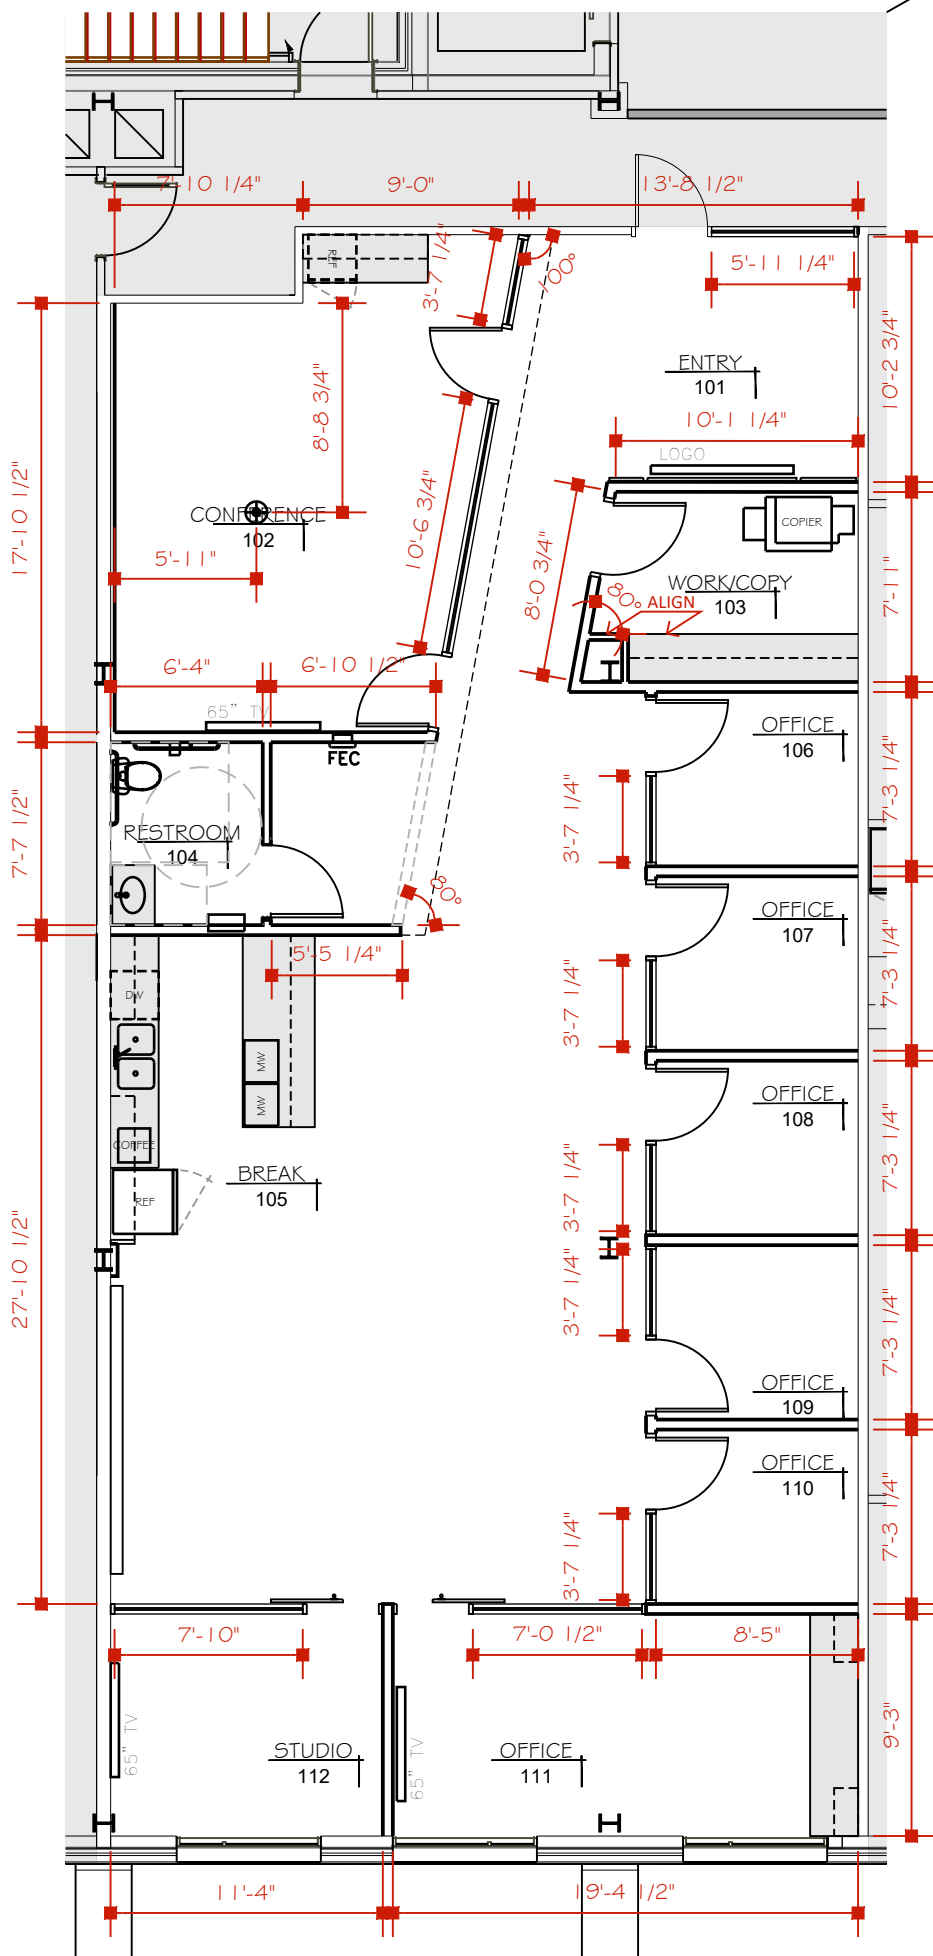 7'-10 1/4"
9'-0"
13'-8 1/2"
REF
3'-7 1/4"
100°
5'-11 1/4"
10'-2 3/4"
ENTRY
101
8'-8 3/4"
10'-1 1/4"
LOGO
17'-10 1/2"
CONFERENCE
102
10'-6 3/4"
COPIER
5'-11"
8'-0 3/4"
WORK/COPY
103
80°
ALIGN
7'-11"
6'-4"
6'-10 1/2"
65" TV
FEC
OFFICE
106
7'-3 1/4"
3'-7 1/4"
7'-7 1/2"
RESTROOM
104
80°
OFFICE
107
7'-3 1/4"
5'-5 1/4"
3'-7 1/4"
DW
MW
MW
OFFICE
108
7'-3 1/4"
COFFEE
3'-7 1/4"
BREAK
105
REF
27'-10 1/2"
3'-7 1/4"
7'-3 1/4"
OFFICE
109
OFFICE
110
7'-3 1/4"
3'-7 1/4"
7'-10"
7'-0 1/2"
8'-5"
9'-3"
65" TV
STUDIO
112
65" TV
OFFICE
111
11'-4"
19'-4 1/2"